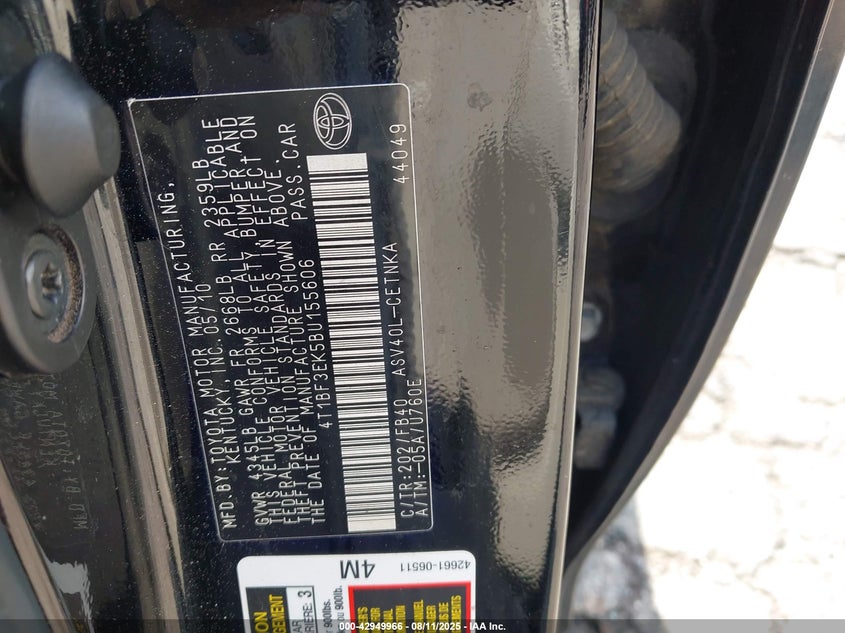 MFD.BY:TOYOTA MOTOR MANUFACTURING,
KENTUCKY, INC. 05/10
GVWR 4345LB GAWR FR 2668LB RR 2359LB
THIS VEHICLE CONFORMS TO ALL APPLICABLE
FEDERAL MOTOR VEHICLE SAFETY, BUMPER, AND
THEFT PREVENTION STANDARDS IN EFFECT ON
THE DATE OF MANUFACTURE SHOWN ABOVE.
4T1BF3EK5BU155606 PASS.CAR
C/TR:202/FB40 ASV40L-CETNKA 44049
A/TM:-05A/U760E
4M
42661-06511
3
900lbs.
000-42949966 - 08/11/2025 - IAA Inc.